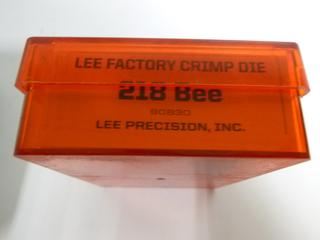 LEE FACTORY CRIMP DIE
218 Bee
90830
LEE PRECISION, INC.